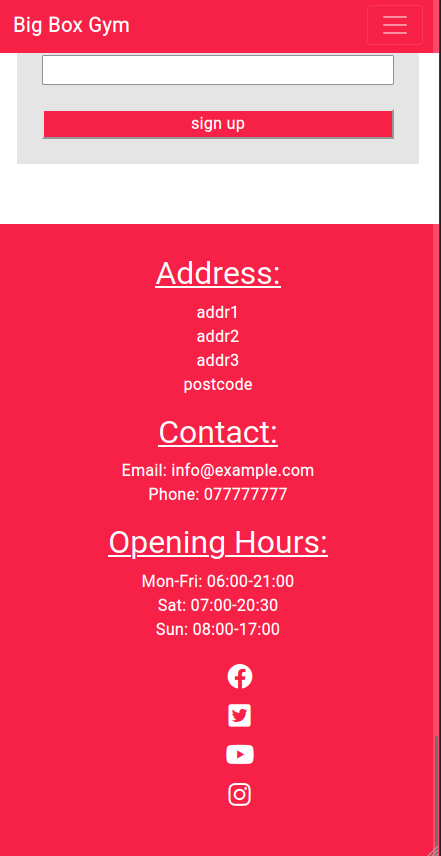 Big Box Gym
sign up
Address:
addr1
addr2
addr3
postcode
Contact:
Email: info@example.com
Phone: 077777777
Opening Hours:
Mon-Fri: 06:00-21:00
Sat: 07:00-20:30
Sun: 08:00-17:00